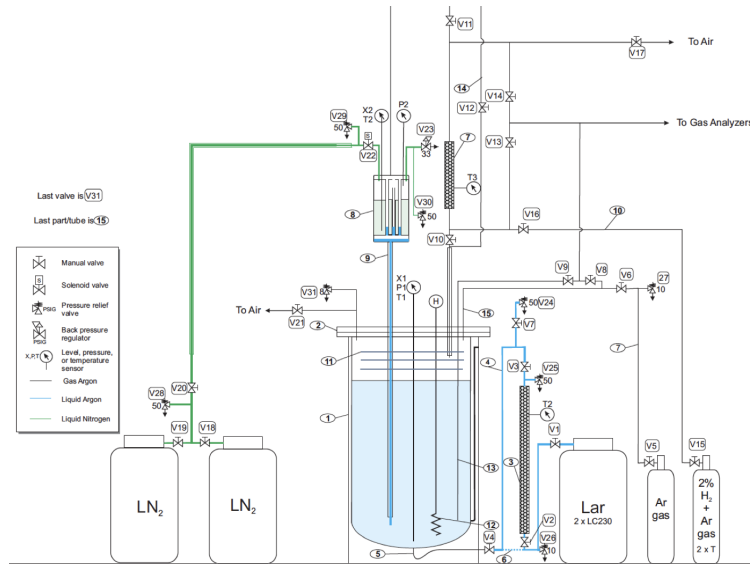 V11
To Air
V17
14
V14
V12
X2
T2
P2
V29
50
V23
To Gas Analyzers
S
V22
33
7
V13
Last valve is V31
T3
Last part/tube is 15
8
V30
50
V16
10
V10
Manual valve
S
Solenoid valve
9
X1
P1
T1
V9
V8
V6
27
10
PSIG
Pressure relief
valve
V31
8
H
PSIG
Back pressure
regulator
To Air
V21
15
50
V24
X,P,T
Level, pressure,
or temperature
sensor
2
V7
7
Gas Argon
11
4
V3
V25
50
Liquid Argon
V20
Liquid Nitrogen
V28
50
T2
1
V19
V18
V1
V5
V15
3
13
LN2
LN2
Lar
2 x LC230
Ar
gas
2%
H2
+
Ar
gas
2 x T
12
V2
V4
V26
10
5
6